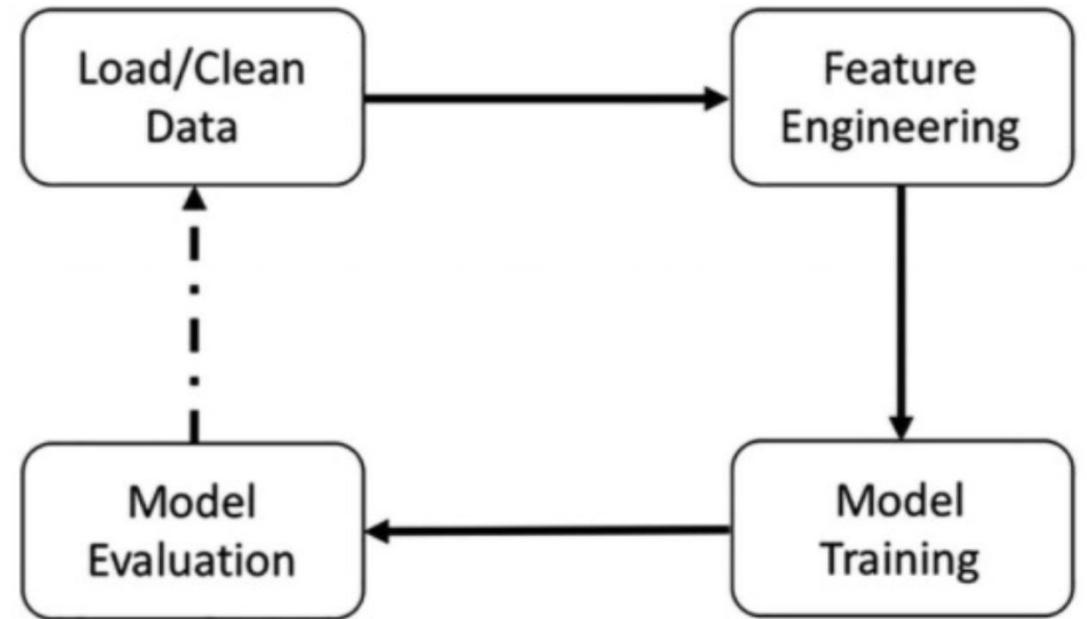 Load/Clean
Data
Feature
Engineering
Model
Evaluation
Model
Training